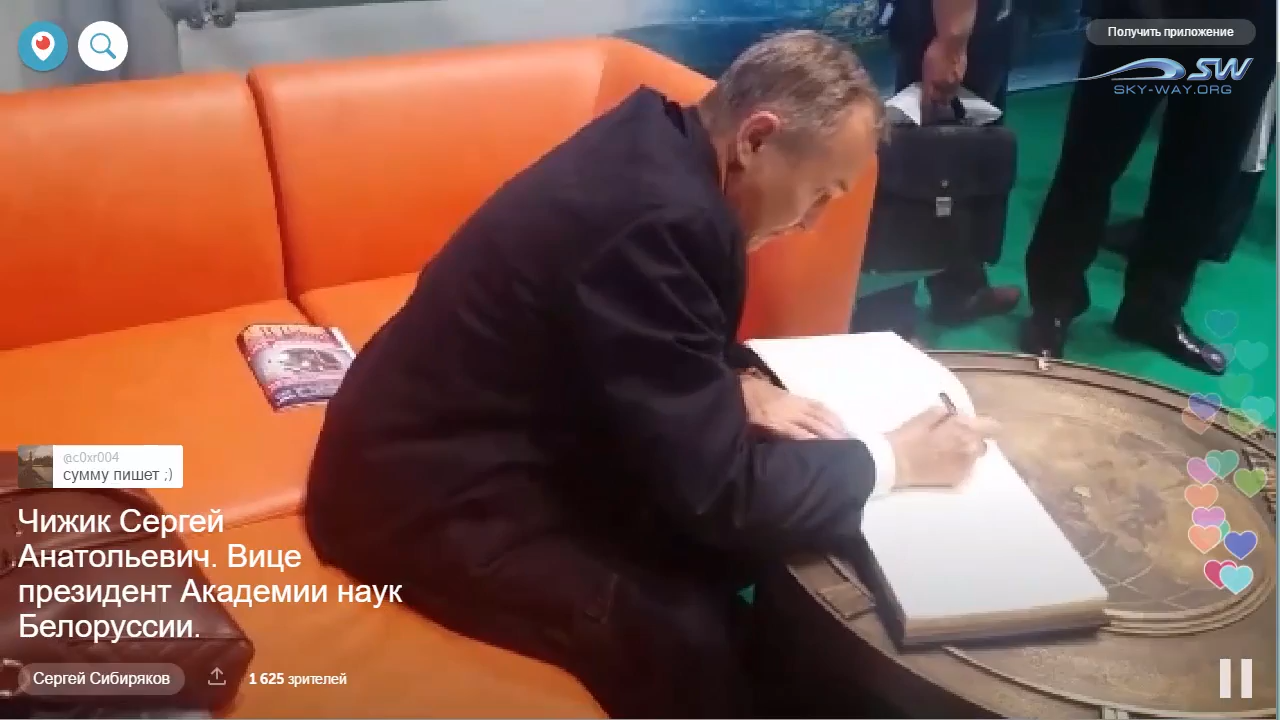 Получить приложение
SW
SKY-WAY.ORG
@c0xr004
сумму пишет ;)
Чижик Сергей
Анатольевич. Вице
президент Академии наук
Белоруссии.
Сергей Сибиряков
1 625 зрителей